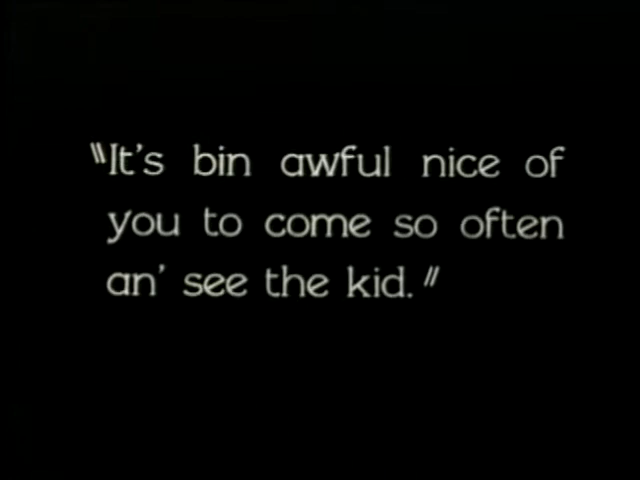 "It's bin awful nice of
you to come so often
an' see the kid."